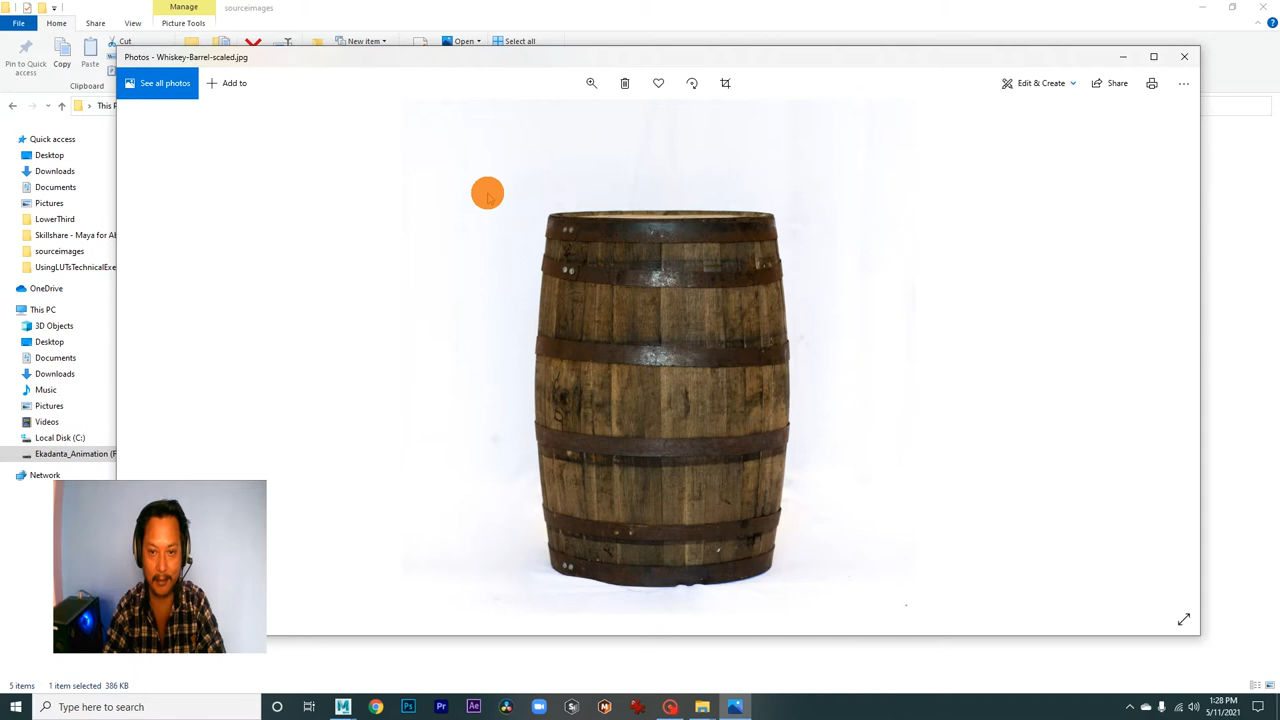 Manage
sourceimages
File
Home
Share
View
Picture Tools
Pin to Quick access
Copy
Paste
Cut
New item
Open
Select all
Clipboard
Photos - Whiskey-Barrel-scaled.jpg
See all photos
Add to
Edit & Create
Share
Quick access
Desktop
Downloads
Documents
Pictures
LowerThird
Skillshare - Maya for Ab
sourceimages
UsingLUTsTechnicalExe
OneDrive
This PC
3D Objects
Desktop
Documents
Downloads
Music
Pictures
Videos
Local Disk (C:)
Ekadanta_Animation (F
Network
5 items
1 item selected 386 KB
Type here to search
1:28 PM
5/11/2021